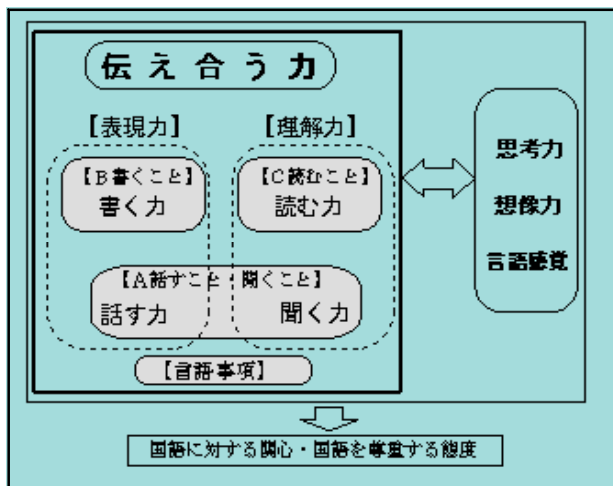 伝え合う力
【表現力】
【理解力】
【B書くこと】
書く力
【C読むこと】
読む力
【A話すこと・聞くこと】
話す力
聞く力
【言語事項】
思考力
想像力
言語感覚
国語に対する関心・国語を尊重する態度